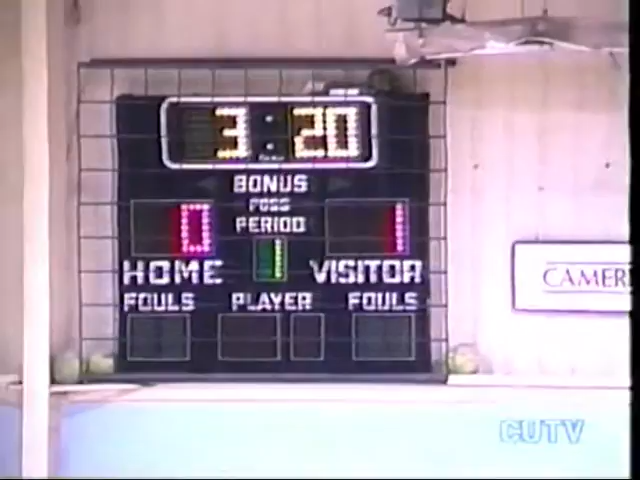 3:20
BONUS
POSS
PERIOD
0 1 1
HOME VISITOR
FOULS PLAYER FOULS
CAMER
CUTV